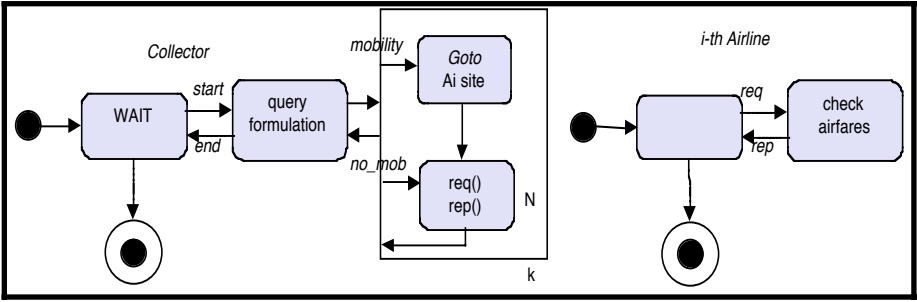 Collector
WAIT
start
end
query
formulation
mobility
no_mob
Goto
Ai site
req()
rep()
N
k
i-th Airline
req
rep
check
airfares